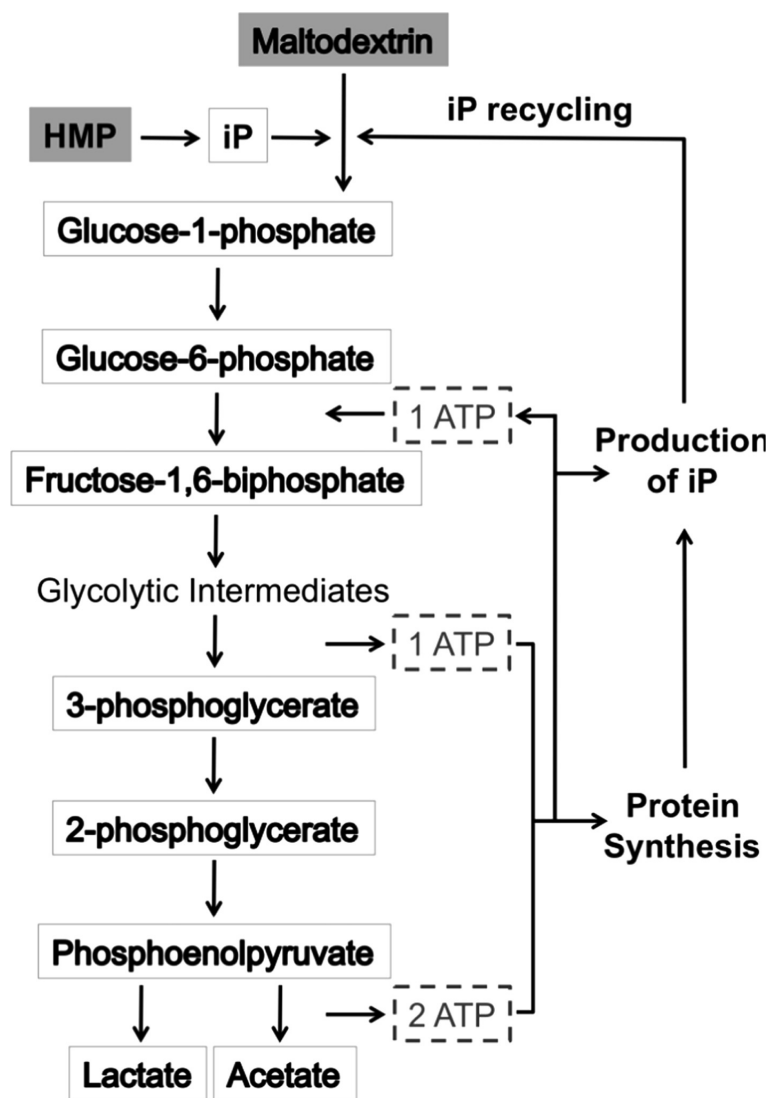 Maltodextrin
iP recycling
HMP
iP
Glucose-1-phosphate
Glucose-6-phosphate
1 ATP
Production
of iP
Fructose-1,6-biphosphate
Glycolytic Intermediates
1 ATP
3-phosphoglycerate
2-phosphoglycerate
Protein
Synthesis
Phosphoenolpyruvate
2 ATP
Lactate
Acetate